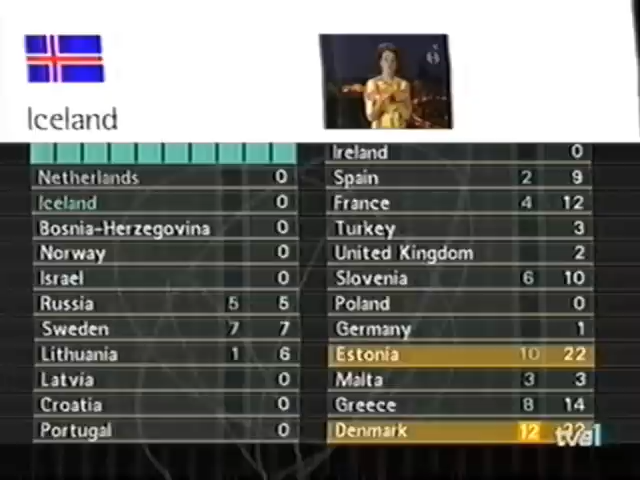 Iceland
Netherlands 0
Iceland 0
Bosnia-Herzegovina 0
Norway 0
Israel 0
Russia 5 5
Sweden 7 7
Lithuania 1 6
Latvia 0
Croatia 0
Portugal 0
Ireland 0
Spain 2 9
France 4 12
Turkey 3
United Kingdom 2
Slovenia 6 10
Poland 0
Germany 1
Estonia 10 22
Malta 3 3
Greece 8 14
Denmark 12
tve1